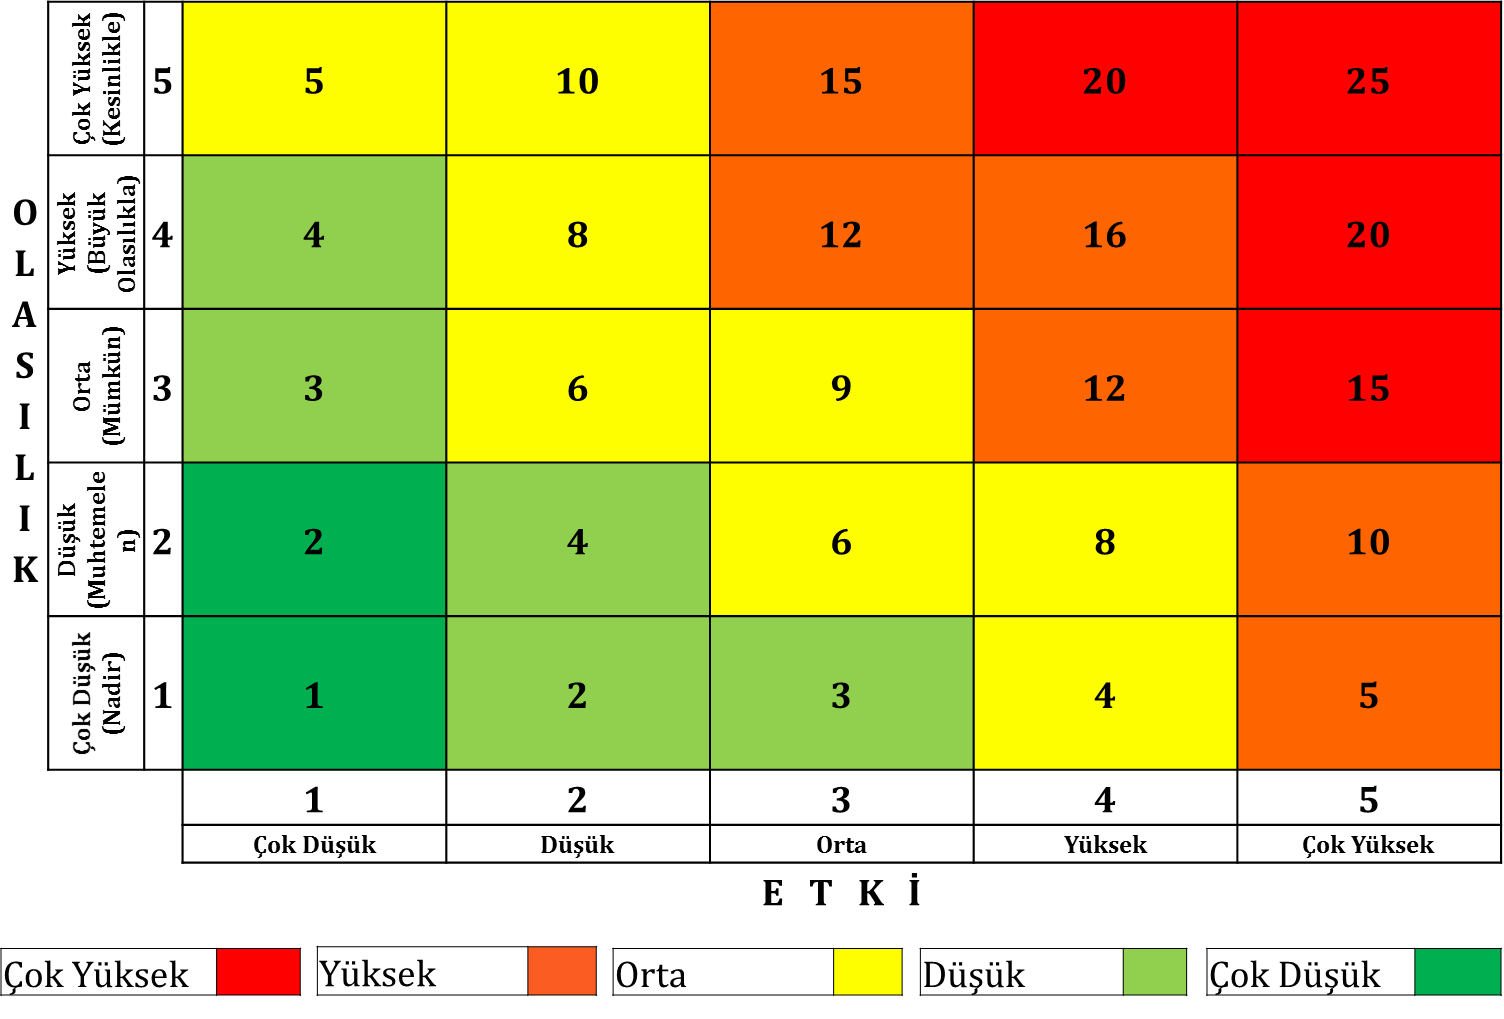 OLASILIK
Çok Yüksek
(Kesinlikle)
5
5
10
15
20
25
Yüksek
(Büyük
Olasılıkla)
4
4
8
12
16
20
Orta
(Mümkün)
3
3
6
9
12
15
Düşük
(Muhtemele
n)
2
2
4
6
8
10
Çok Düşük
(Nadir)
1
1
2
3
4
5
1
2
3
4
5
Çok Düşük
Düşük
Orta
Yüksek
Çok Yüksek
E T K İ
Çok Yüksek
Yüksek
Orta
Düşük
Çok Düşük